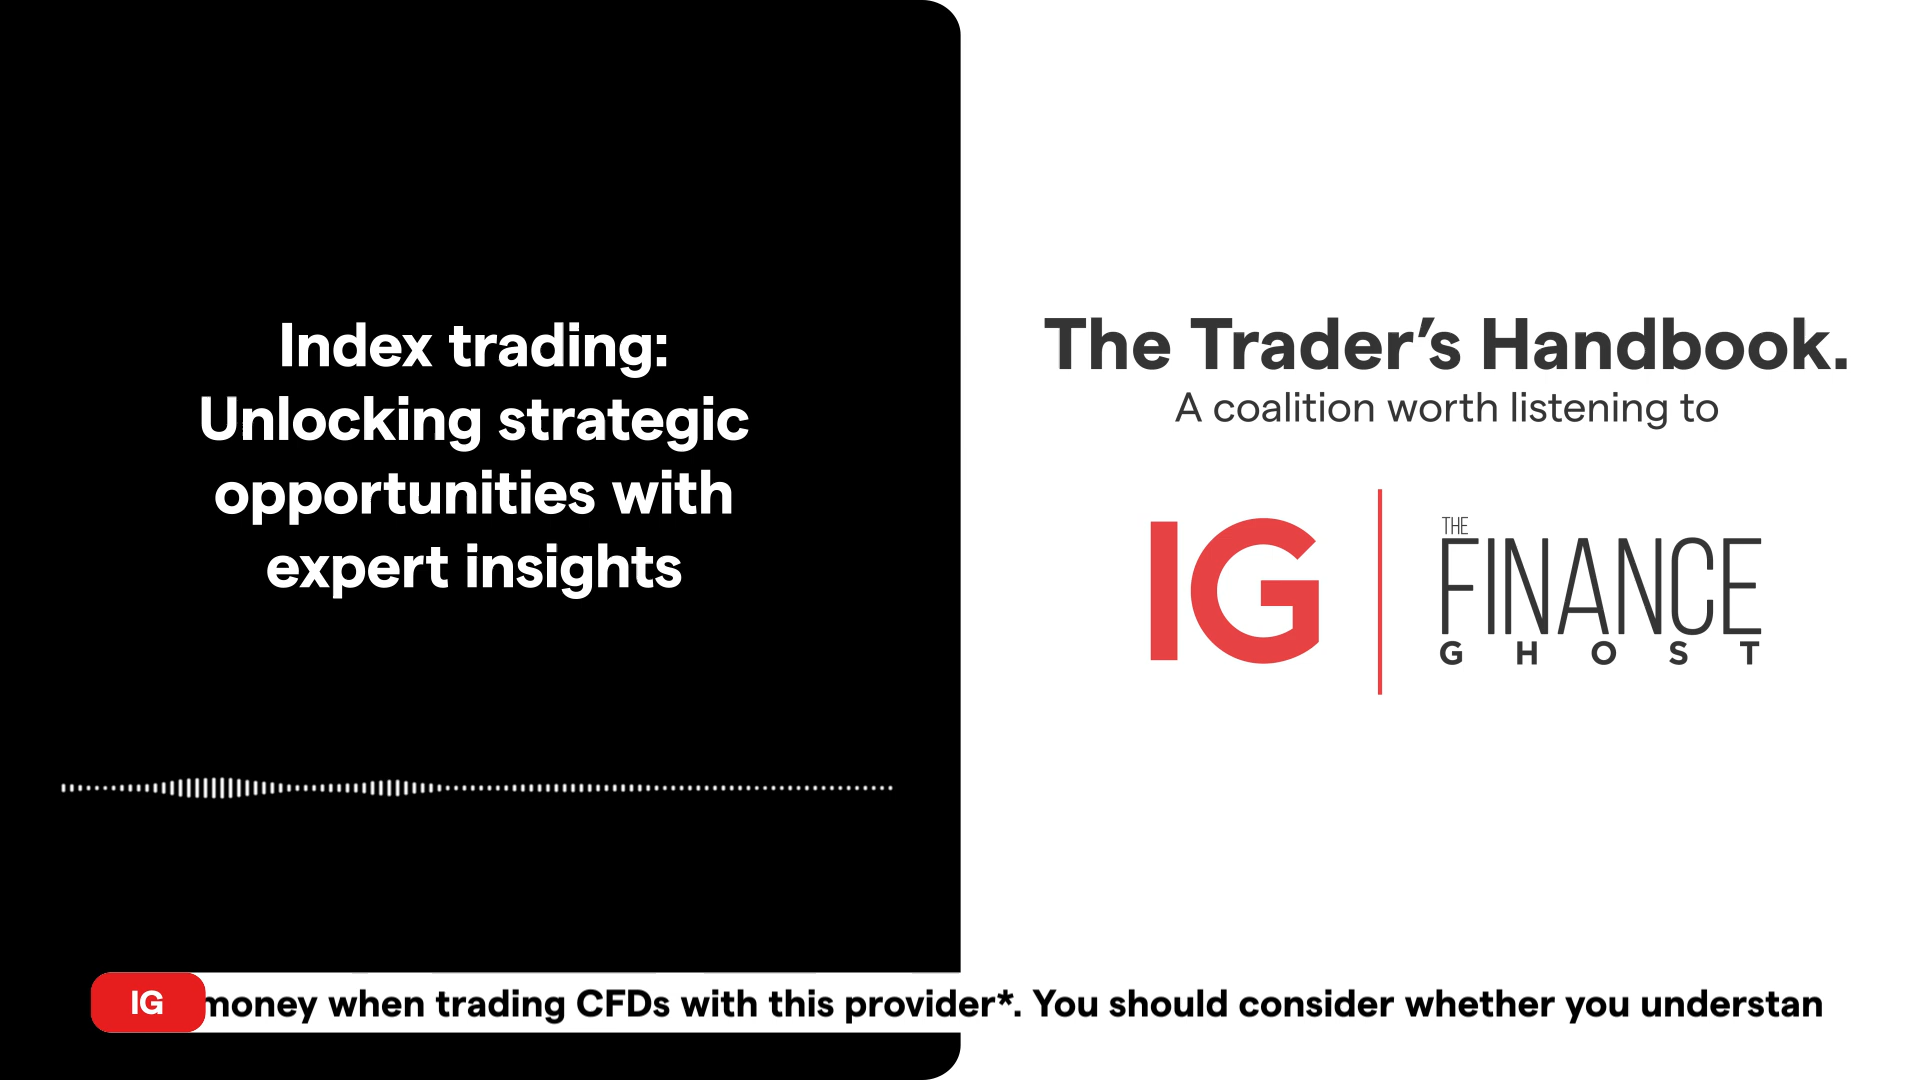 Index trading:
Unlocking strategic
opportunities with
expert insights
The Trader’s Handbook.
A coalition worth listening to
IG
THE
FINANCE
GHOST
IG
money when trading CFDs with this provider*. You should consider whether you understan